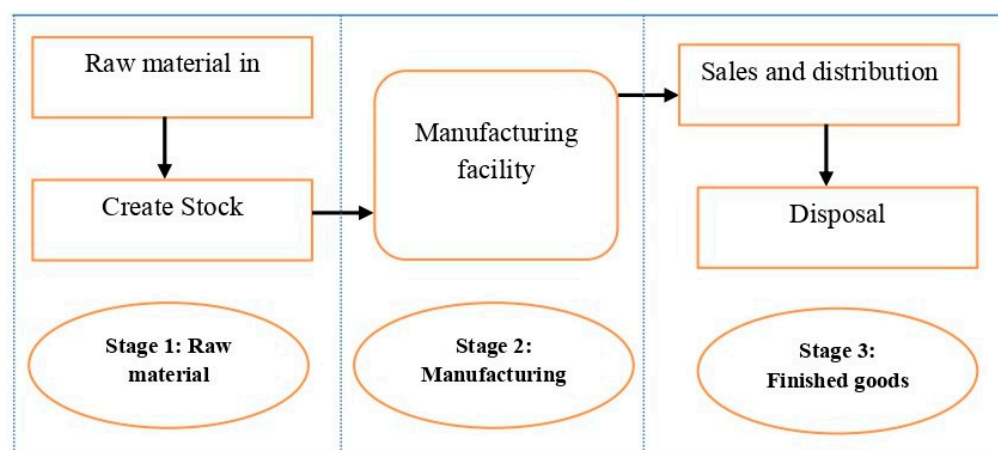 Raw material in
Create Stock
Manufacturing
facility
Sales and distribution
Disposal
Stage 1: Raw
material
Stage 2:
Manufacturing
Stage 3:
Finished goods